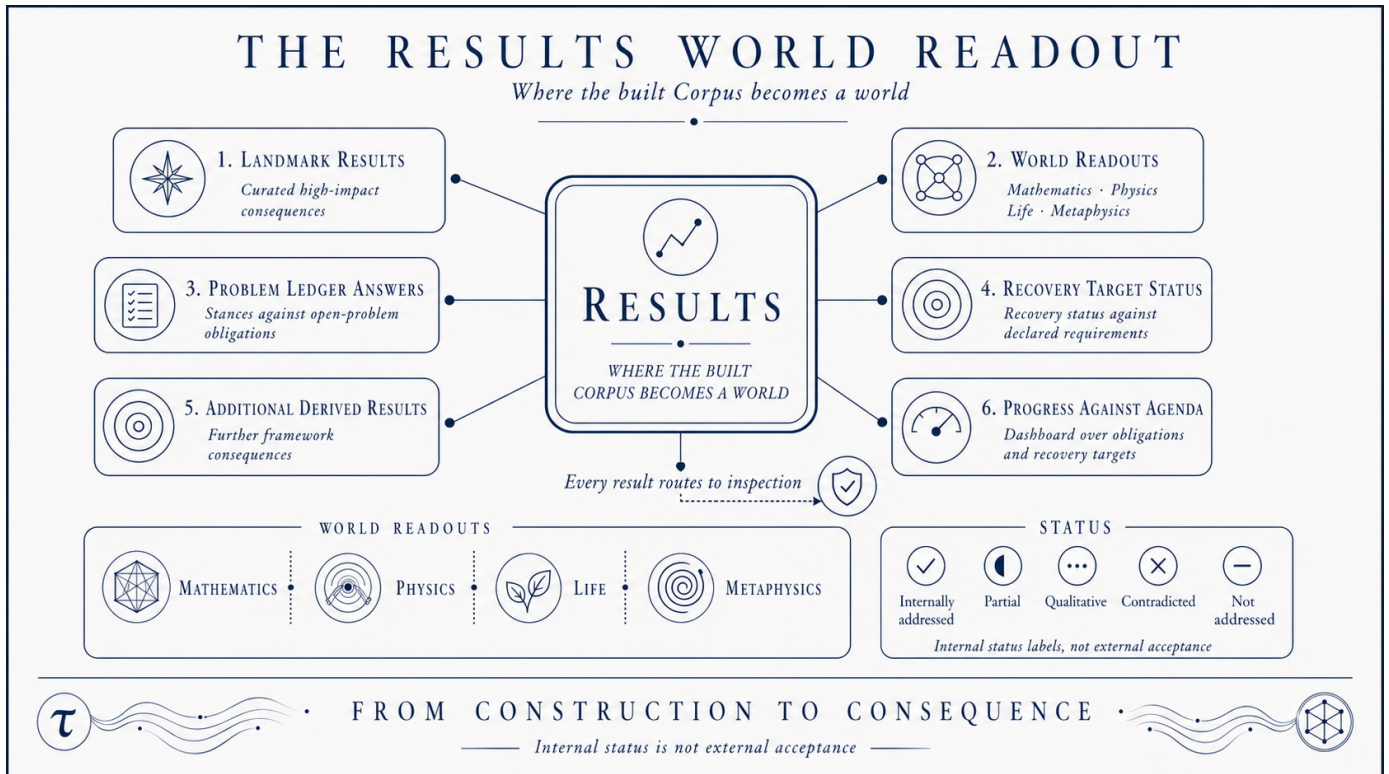 THE RESULTS WORLD READOUT
Where the built Corpus becomes a world
1. LANDMARK RESULTS
Curated high-impact
consequences
2. WORLD READOUTS
Mathematics · Physics
Life · Metaphysics
3. PROBLEM LEDGER ANSWERS
Stances against open-problem
obligations
4. RECOVERY TARGET STATUS
Recovery status against
declared requirements
5. ADDITIONAL DERIVED RESULTS
Further framework
consequences
6. PROGRESS AGAINST AGENDA
Dashboard over obligations
and recovery targets
RESULTS
WHERE THE BUILT
CORPUS BECOMES A WORLD
Every result routes to inspection
WORLD READOUTS
MATHEMATICS
PHYSICS
LIFE
METAPHYSICS
STATUS
Internally
addressed
Partial
Qualitative
Contradicted
Not
addressed
Internal status labels, not external acceptance
τ
FROM CONSTRUCTION TO CONSEQUENCE
Internal status is not external acceptance